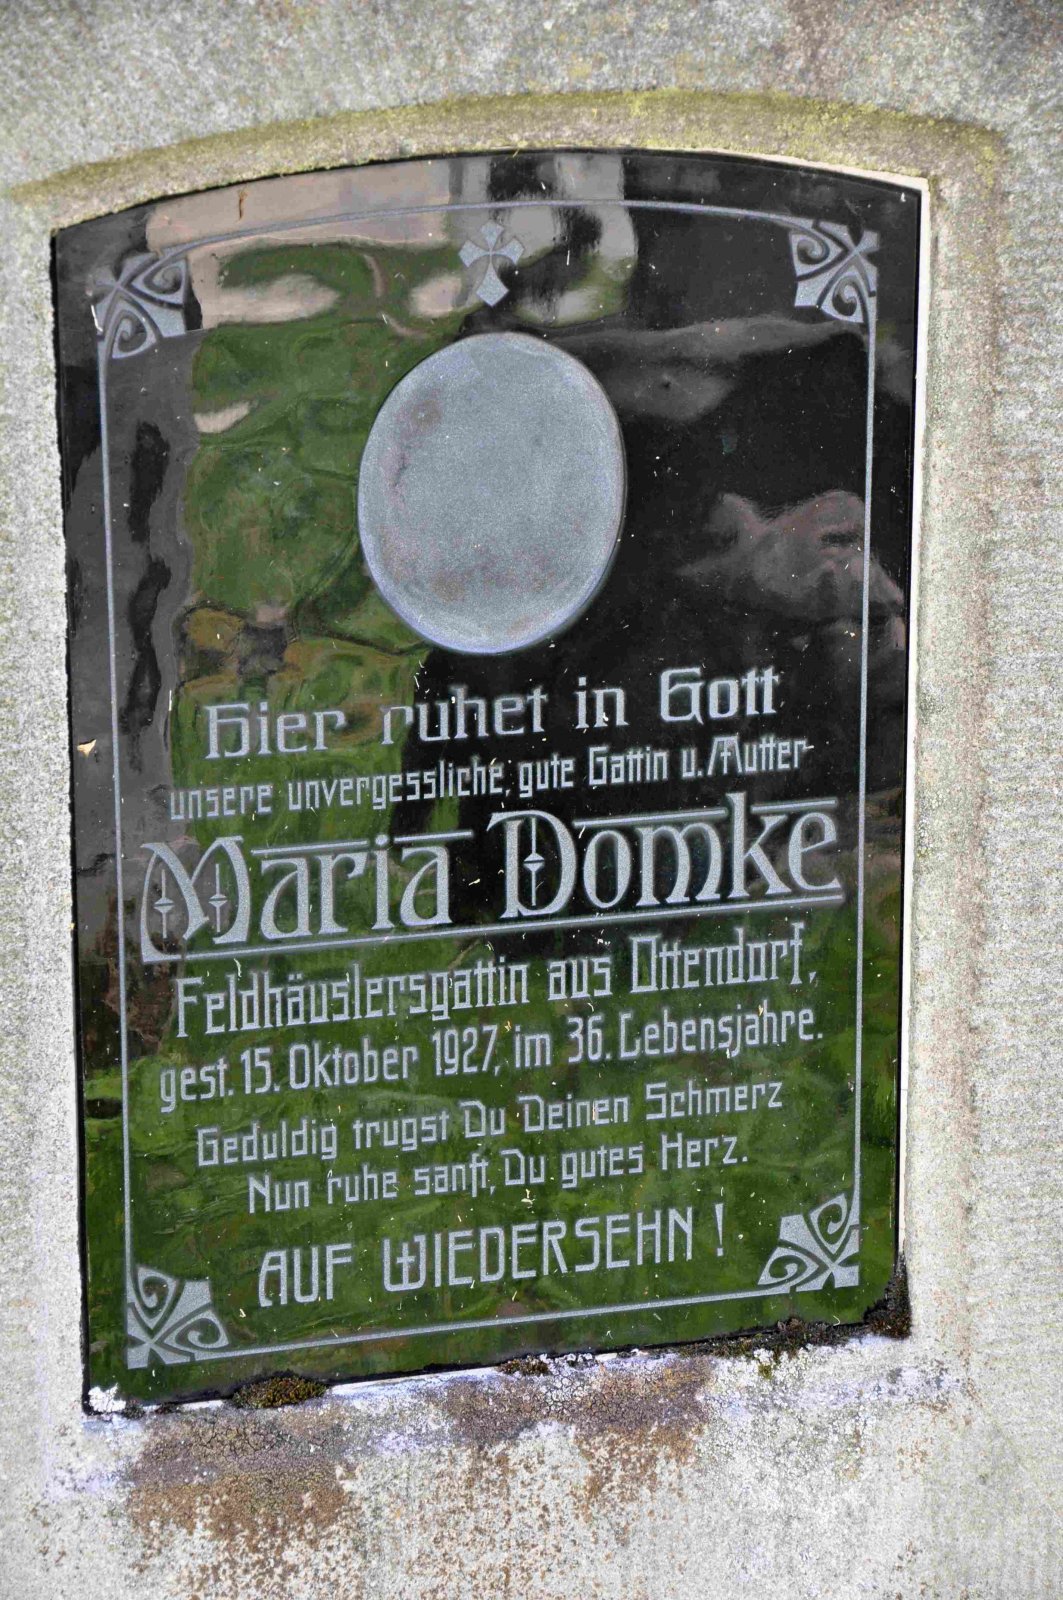 Hier ruhet in Gott
unsere unvergessliche, gute Gattin u. Mutter
Maria Domke
Feldhäuslersgattin aus Ottendorf,
gest. 15. Oktober 1927, im 36. Lebensjahre.
Geduldig trugst Du Deinen Schmerz
Nun ruhe sanft, Du gutes Herz.
AUF WIEDERSEHN!